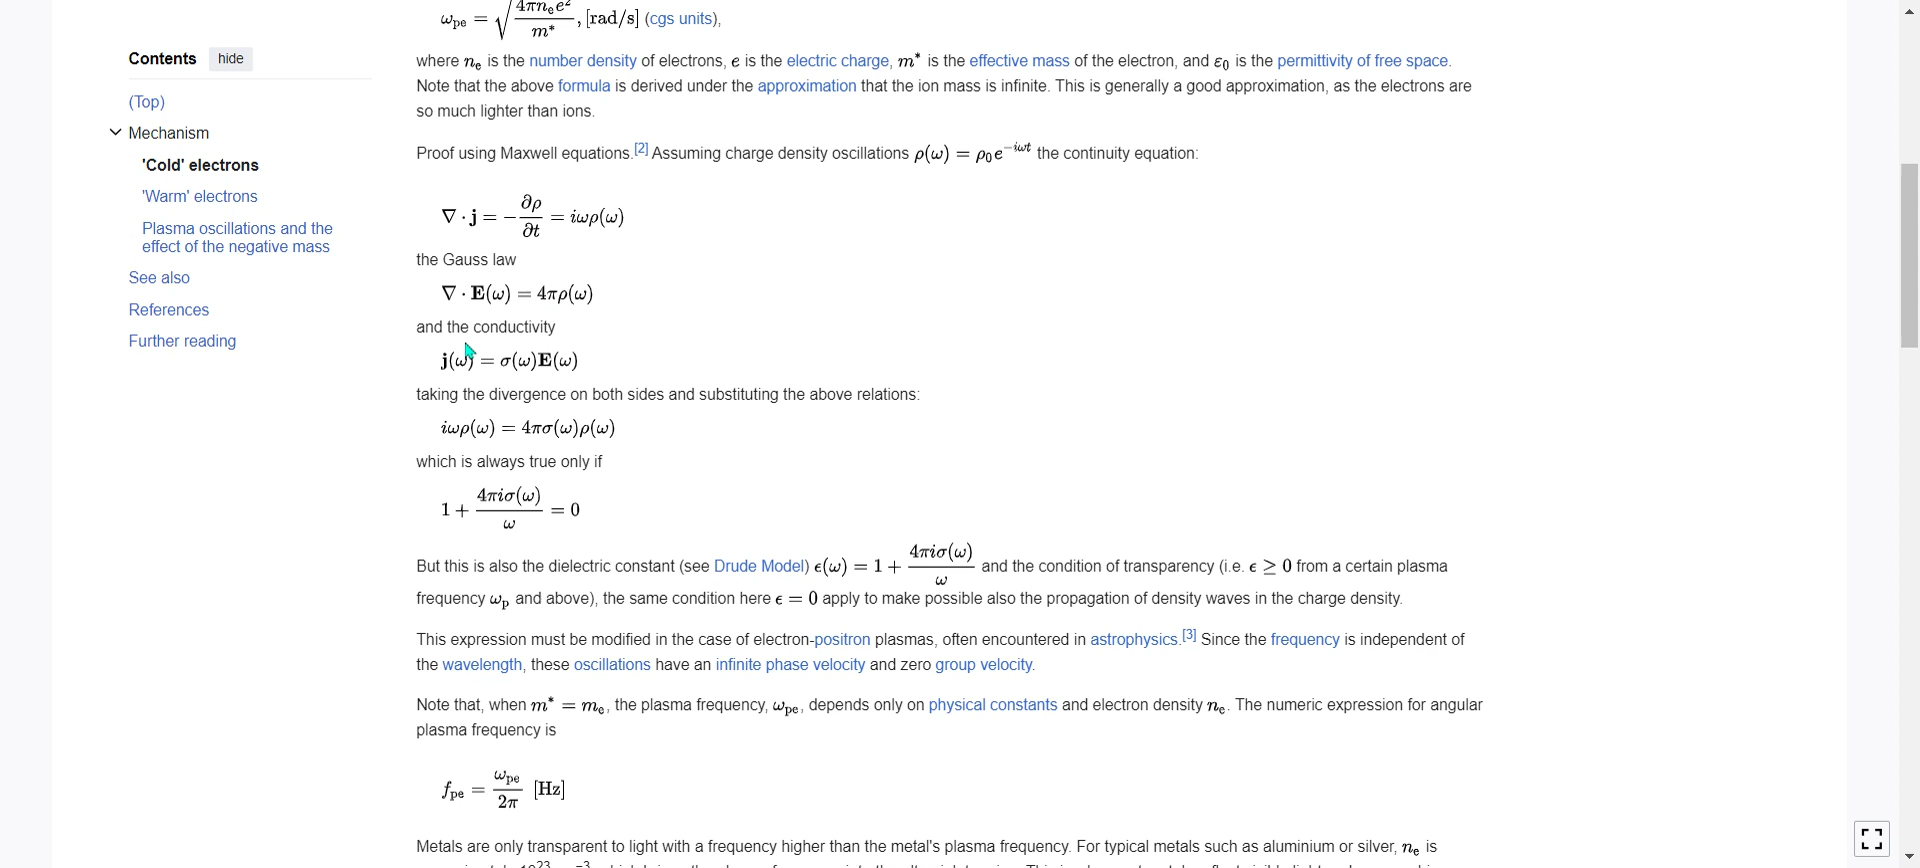 ωpe = √(4πnₑe²/m*), [rad/s] (cgs units),
Contents hide
(Top)
Mechanism
'Cold' electrons
'Warm' electrons
Plasma oscillations and the
effect of the negative mass
See also
References
Further reading
where nₑ is the number density of electrons, e is the electric charge, m* is the effective mass of the electron, and ε₀ is the permittivity of free space.
Note that the above formula is derived under the approximation that the ion mass is infinite. This is generally a good approximation, as the electrons are
so much lighter than ions.
Proof using Maxwell equations.[2] Assuming charge density oscillations ρ(ω) = ρ₀e^(−iωt) the continuity equation:
∇ · j = −∂ρ/∂t = iωρ(ω)
the Gauss law
∇ · E(ω) = 4πρ(ω)
and the conductivity
j(ω) = σ(ω)E(ω)
taking the divergence on both sides and substituting the above relations:
iωρ(ω) = 4πσ(ω)ρ(ω)
which is always true only if
1 + 4πiσ(ω)/ω = 0
But this is also the dielectric constant (see Drude Model) ϵ(ω) = 1 + 4πiσ(ω)/ω and the condition of transparency (i.e. ϵ ≥ 0 from a certain plasma
frequency ωp and above), the same condition here ϵ = 0 apply to make possible also the propagation of density waves in the charge density.
This expression must be modified in the case of electron-positron plasmas, often encountered in astrophysics.[3] Since the frequency is independent of
the wavelength, these oscillations have an infinite phase velocity and zero group velocity.
Note that, when m* = mₑ, the plasma frequency, ωpe, depends only on physical constants and electron density nₑ. The numeric expression for angular
plasma frequency is
fpe = ωpe/2π [Hz]
Metals are only transparent to light with a frequency higher than the metal's plasma frequency. For typical metals such as aluminium or silver, nₑ is